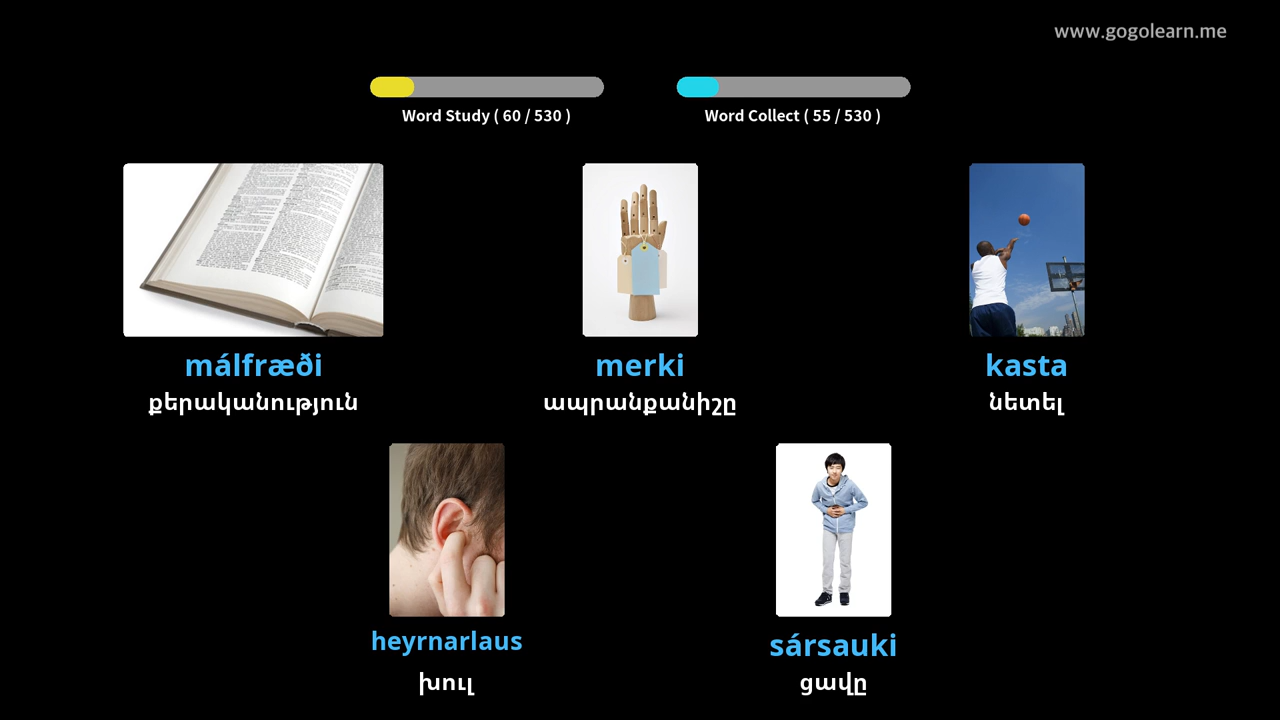 www.gogolearn.me
Word Study ( 60 / 530 )
Word Collect ( 55 / 530 )
málfræði
քերականություն
merki
ապրանքանիշը
kasta
նետել
heyrnarlaus
խուլ
sársauki
ցավը